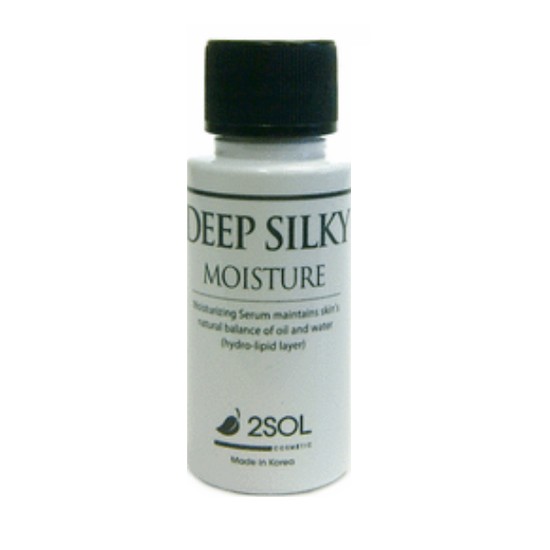 DEEP SILKY
MOISTURE
Moisturizing Serum maintains skin's
natural balance of oil and water
(hydro-lipid layer)
2SOL
COSMETIC
Made in Korea